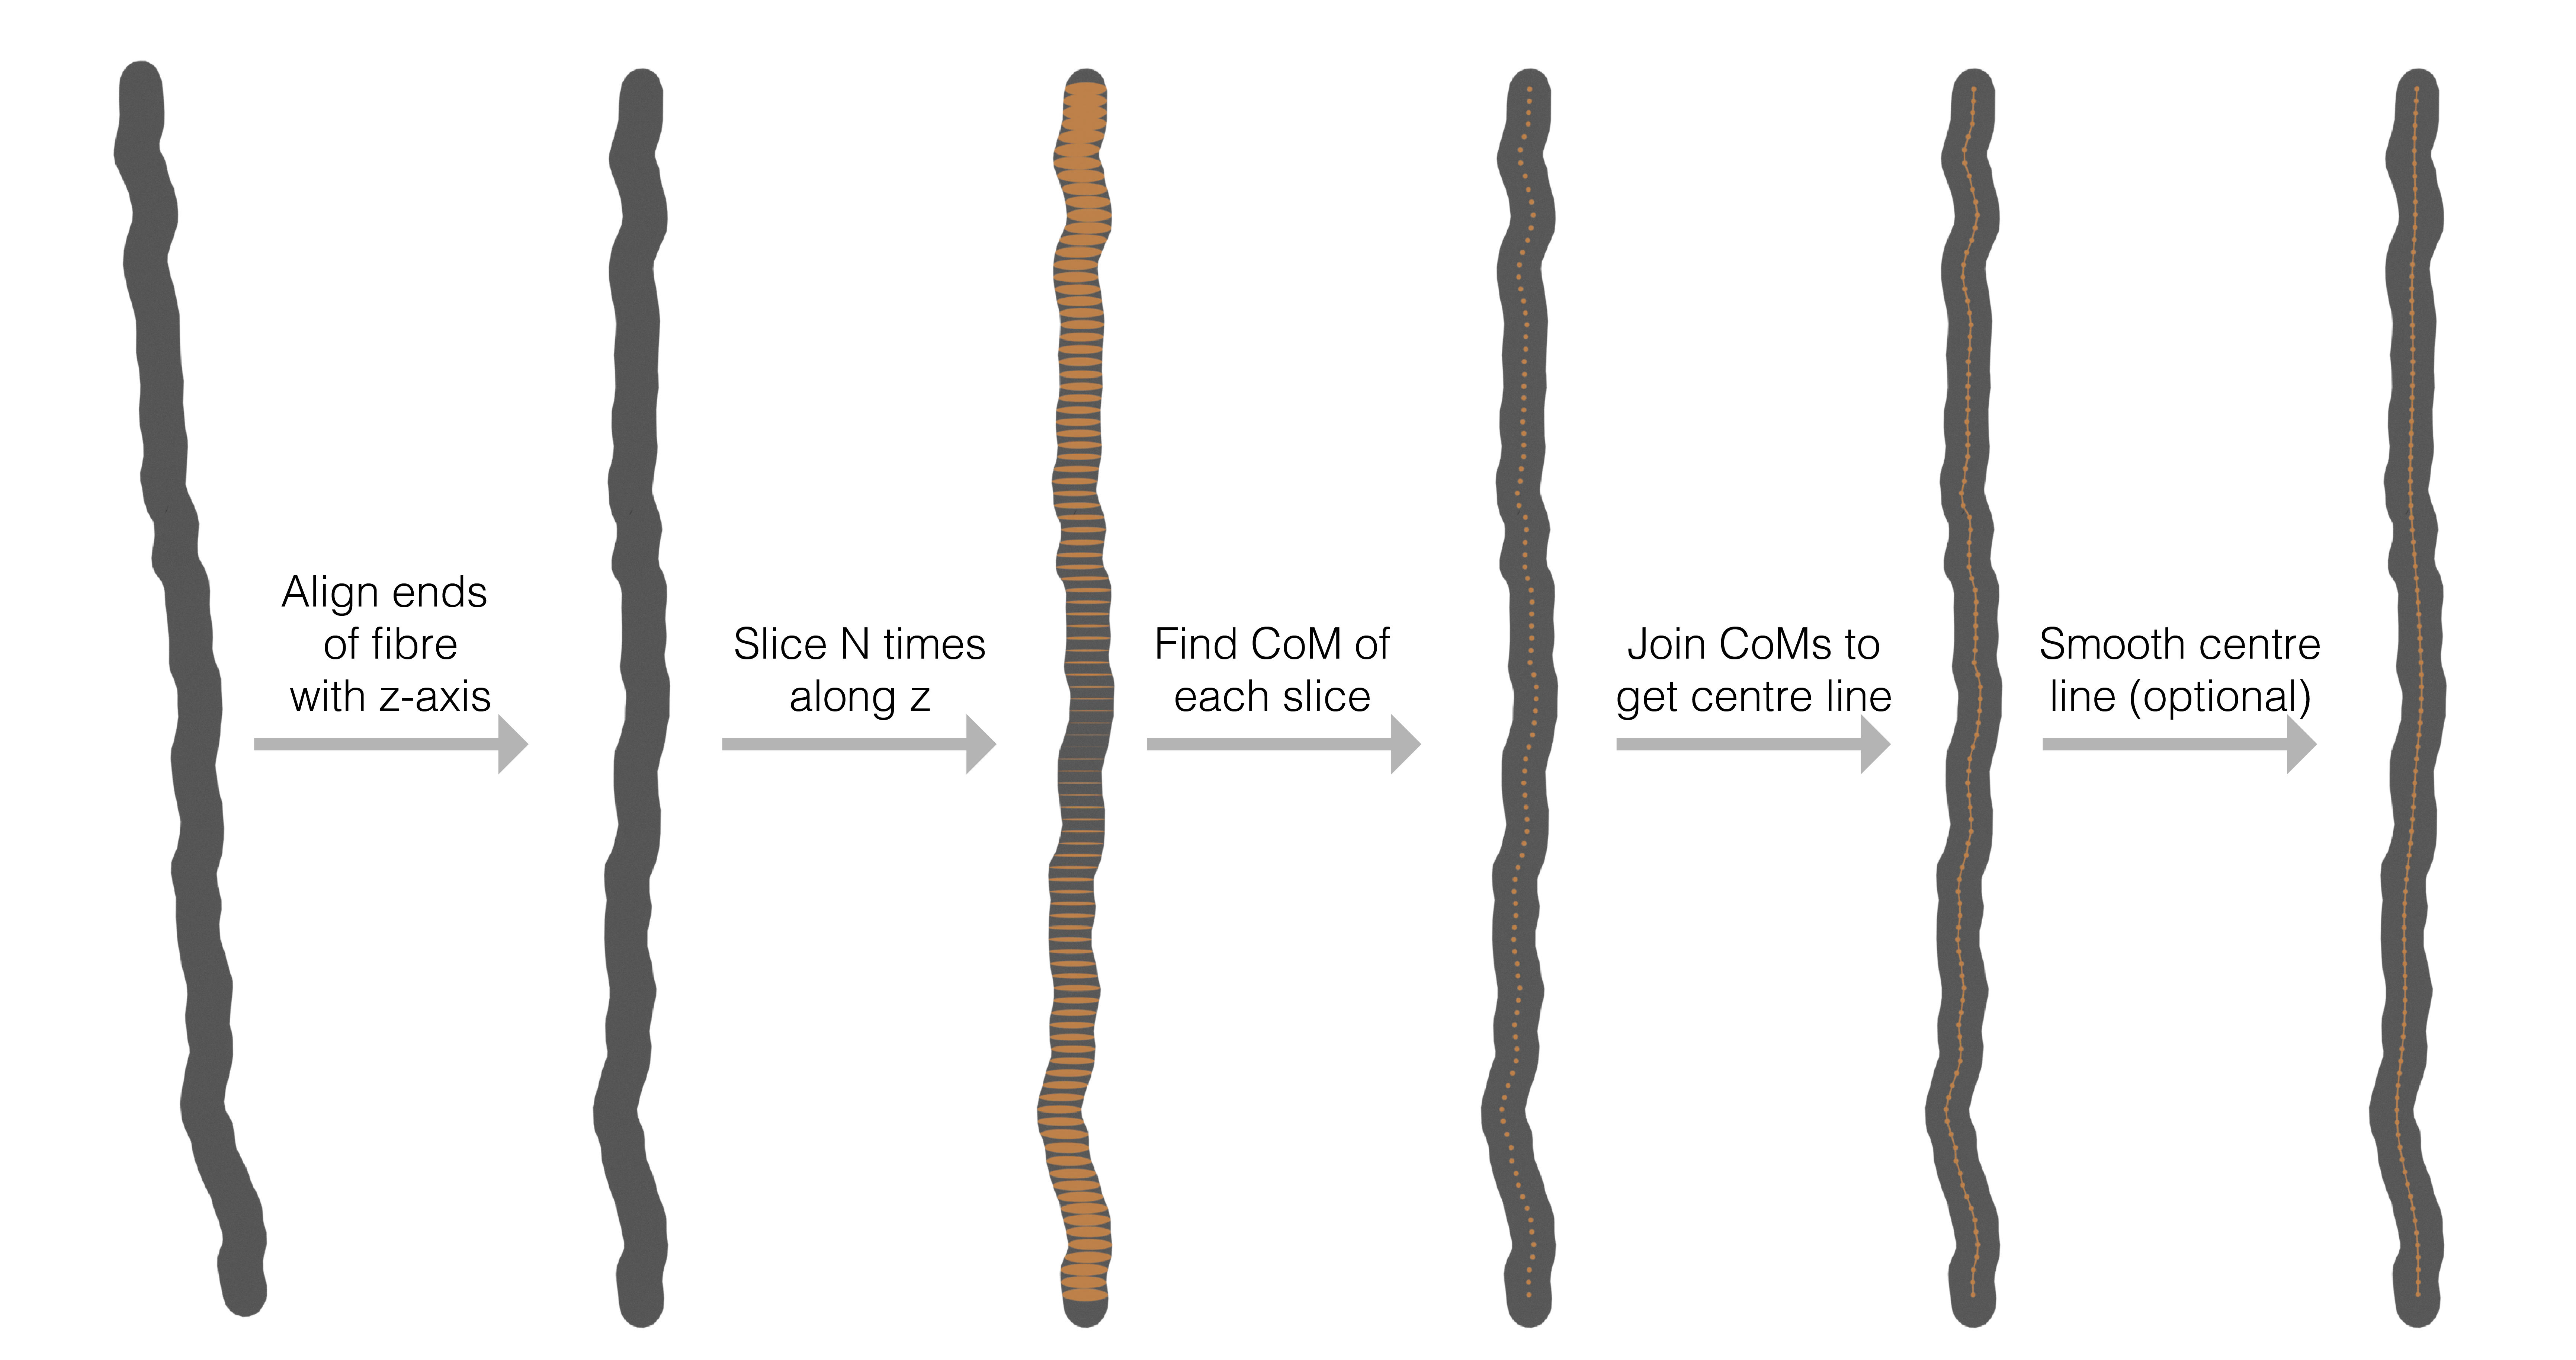 Align ends
of fibre
with z-axis
Slice N times
along z
Find CoM of
each slice
Join CoMs to
get centre line
Smooth centre
line (optional)